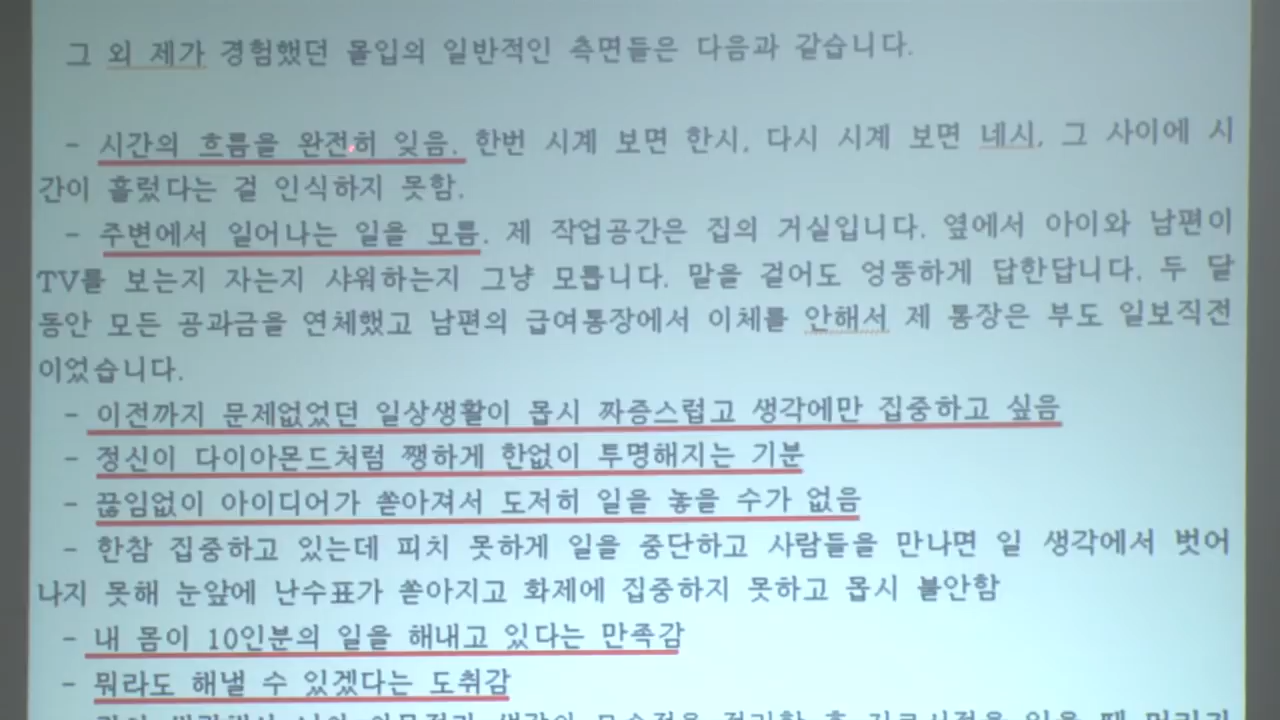 그 외 제가 경험했던 몰입의 일반적인 측면들은 다음과 같습니다.
- 시간의 흐름을 완전히 잊음. 한번 시계 보면 한시, 다시 시계 보면 네시, 그 사이에 시
간이 흘렀다는 걸 인식하지 못함.
- 주변에서 일어나는 일을 모름. 제 작업공간은 집의 거실입니다. 옆에서 아이와 남편이
TV를 보는지 자는지 샤워하는지 그냥 모릅니다. 말을 걸어도 엉뚱하게 답한답니다. 두 달
동안 모든 공과금을 연체했고 남편의 급여통장에서 이체를 안해서 제 통장은 부도 일보직전
이었습니다.
- 이전까지 문제없었던 일상생활이 몹시 짜증스럽고 생각에만 집중하고 싶음
- 정신이 다이아몬드처럼 쨍하게 한없이 투명해지는 기분
- 끊임없이 아이디어가 쏟아져서 도저히 일을 놓을 수가 없음
- 한참 집중하고 있는데 피치 못하게 일을 중단하고 사람들을 만나면 일 생각에서 벗어
나지 못해 눈앞에 난수표가 쏟아지고 화제에 집중하지 못하고 몹시 불안함
- 내 몸이 10인분의 일을 해내고 있다는 만족감
- 뭐라도 해낼 수 있겠다는 도취감